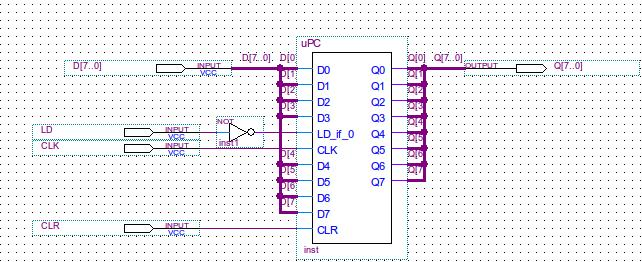 uPC
D[7..0] INPUT VCC D[7..0] D[0] D0 Q0 Q[0] Q[7..0] OUTPUT Q[7..0]
D[1] D1 Q1 Q[1]
D[2] D2 Q2 Q[2]
D[3] D3 Q3 Q[3]
LD INPUT VCC NOT inst1 LD_if_0 Q4 Q[4]
CLK INPUT VCC CLK Q5 Q[5]
D[4] D4 Q6 Q[6]
D[5] D5 Q7 Q[7]
D[6] D6
D[7] D7
CLR INPUT VCC CLR
inst